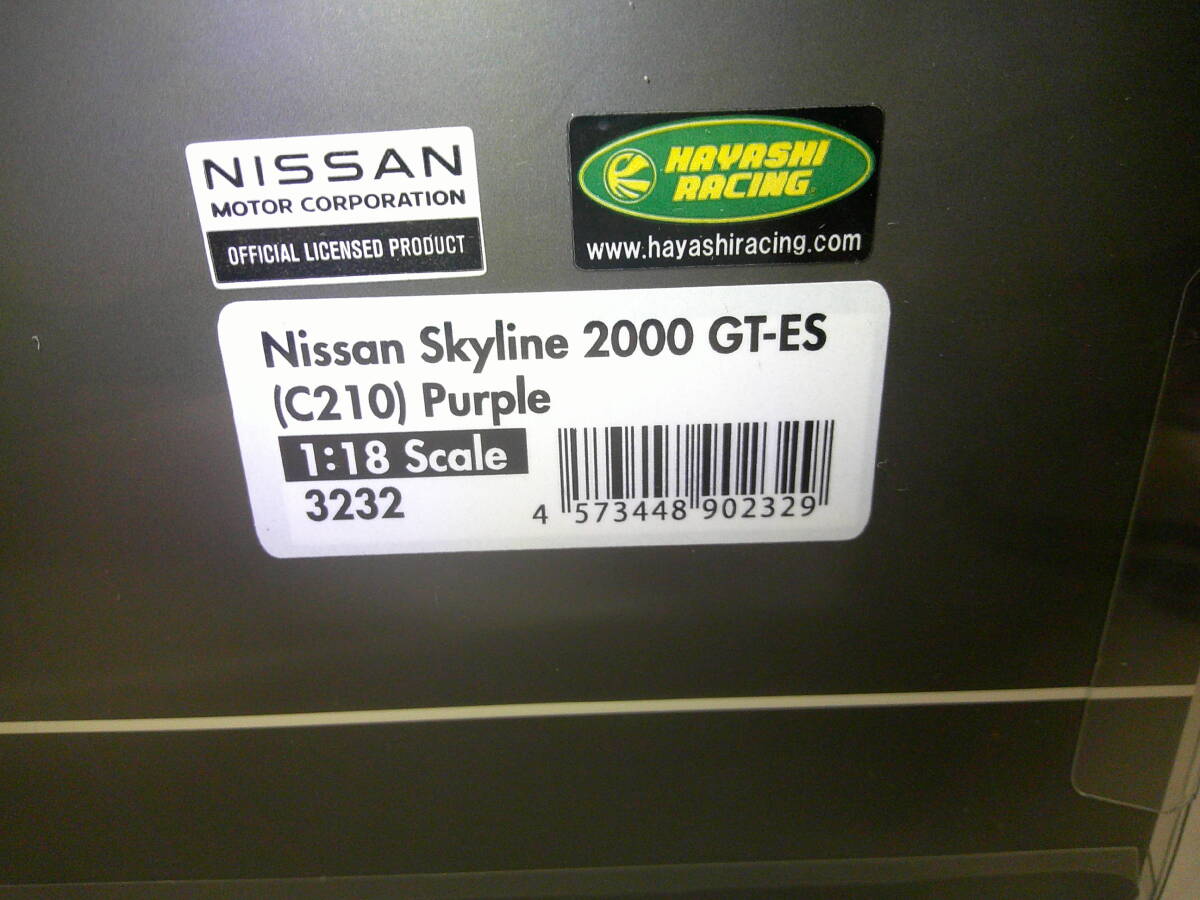 NISSAN
MOTOR CORPORATION
OFFICIAL LICENSED PRODUCT
HAYASHI
RACING
www.hayashiracing.com
Nissan Skyline 2000 GT-ES
(C210) Purple
1:18 Scale
3232
4 573448 902329